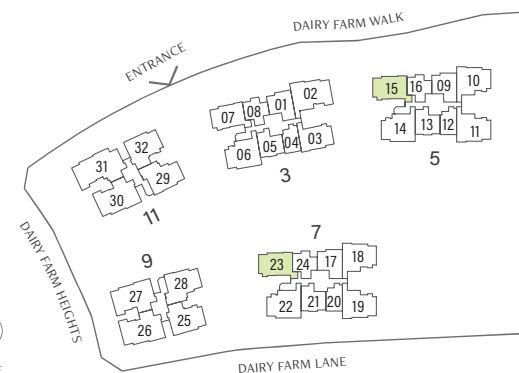 DAIRY FARM WALK
ENTRANCE
15 16 09 10
14 13 12 11
5
07 08 01 02
06 05 04 03
3
31 32
30 29
11
DAIRY FARM HEIGHTS
7
23 24 17 18
22 21 20 19
9
27 28
26 25
DAIRY FARM LANE